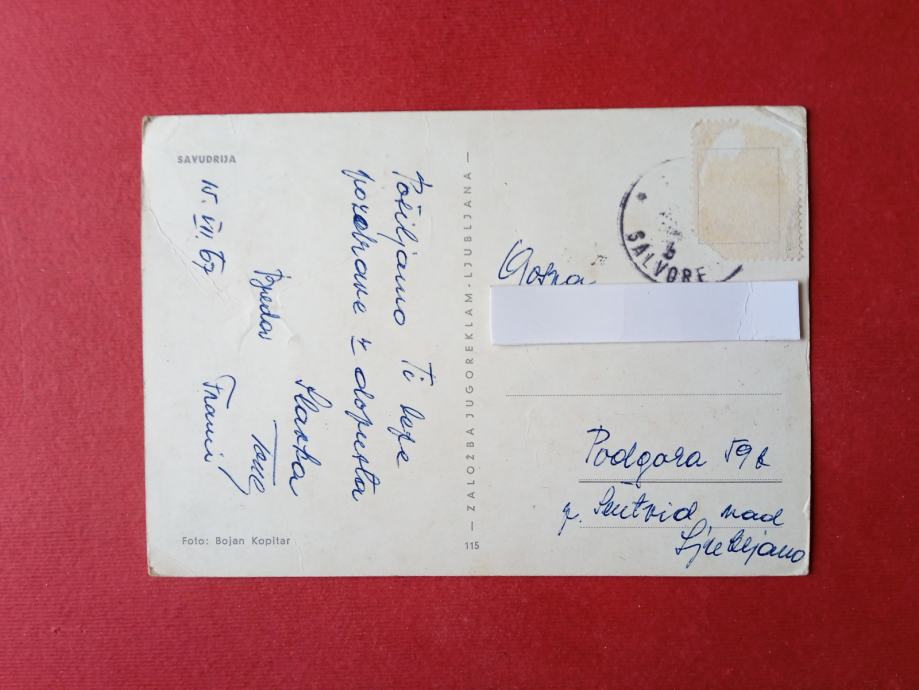 SAVUDRIJA
15. VII. 67
Pošiljamo Ti lepe
pozdrave z dopusta
Slavka
Breda
Tone
Franci
Foto: Bojan Kopitar
— ZALOŽBA JUGOREKLAM - LJUBLJANA —
115
SALVORE
Gospa
Podgora 59b
p. Šentvid nad
Ljubljano